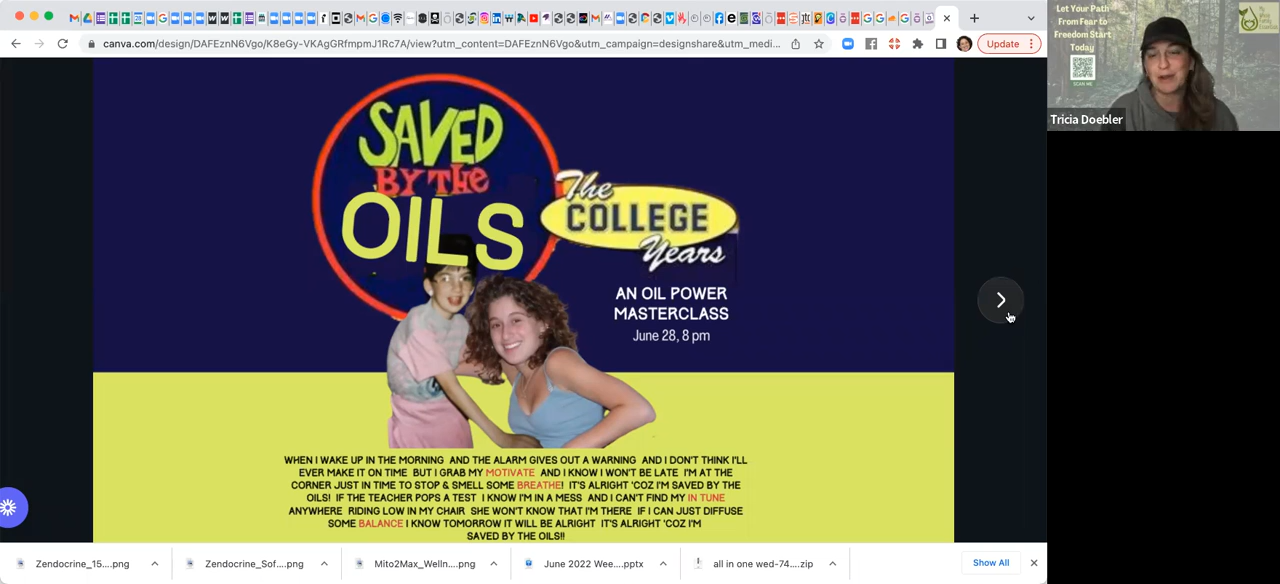 canva.com/design/DAFEznN6Vgo/K8eGy-VKAgGRfmpmJ1Rc7A/view?utm_content=DAFEznN6Vgo&utm_campaign=designshare&utm_medi...
Update
SAVED
BY THE
OILS
The
COLLEGE
Years
AN OIL POWER
MASTERCLASS
June 28, 8 pm
WHEN I WAKE UP IN THE MORNING AND THE ALARM GIVES OUT A WARNING AND I DON'T THINK I'LL
EVER MAKE IT ON TIME BUT I GRAB MY MOTIVATE AND I KNOW I WON'T BE LATE I'M AT THE
CORNER JUST IN TIME TO STOP & SMELL SOME BREATHE! IT'S ALRIGHT 'COZ I'M SAVED BY THE
OILS! IF THE TEACHER POPS A TEST I KNOW I'M IN A MESS AND I CAN'T FIND MY IN TUNE
ANYWHERE RIDING LOW IN MY CHAIR SHE WON'T KNOW THAT I'M THERE IF I CAN JUST DIFFUSE
SOME BALANCE I KNOW TOMORROW IT WILL BE ALRIGHT IT'S ALRIGHT 'COZ I'M
SAVED BY THE OILS!!
Let Your Path
From Fear to
Freedom Start
Today
SCAN ME
Tricia Doebler
Zendocrine_15....png
Zendocrine_Sof....png
Mito2Max_Welln....png
June 2022 Wee....pptx
all in one wed-74....zip
Show All